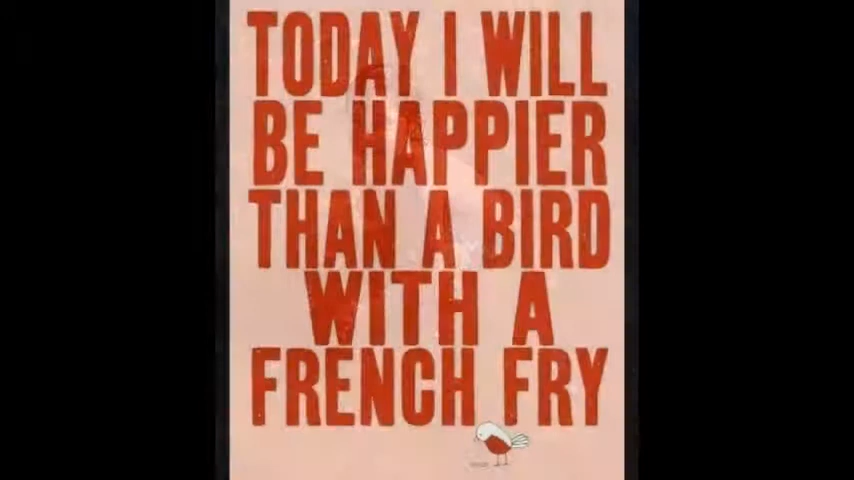 TODAY I WILL
BE HAPPIER
THAN A BIRD
WITH A
FRENCH FRY